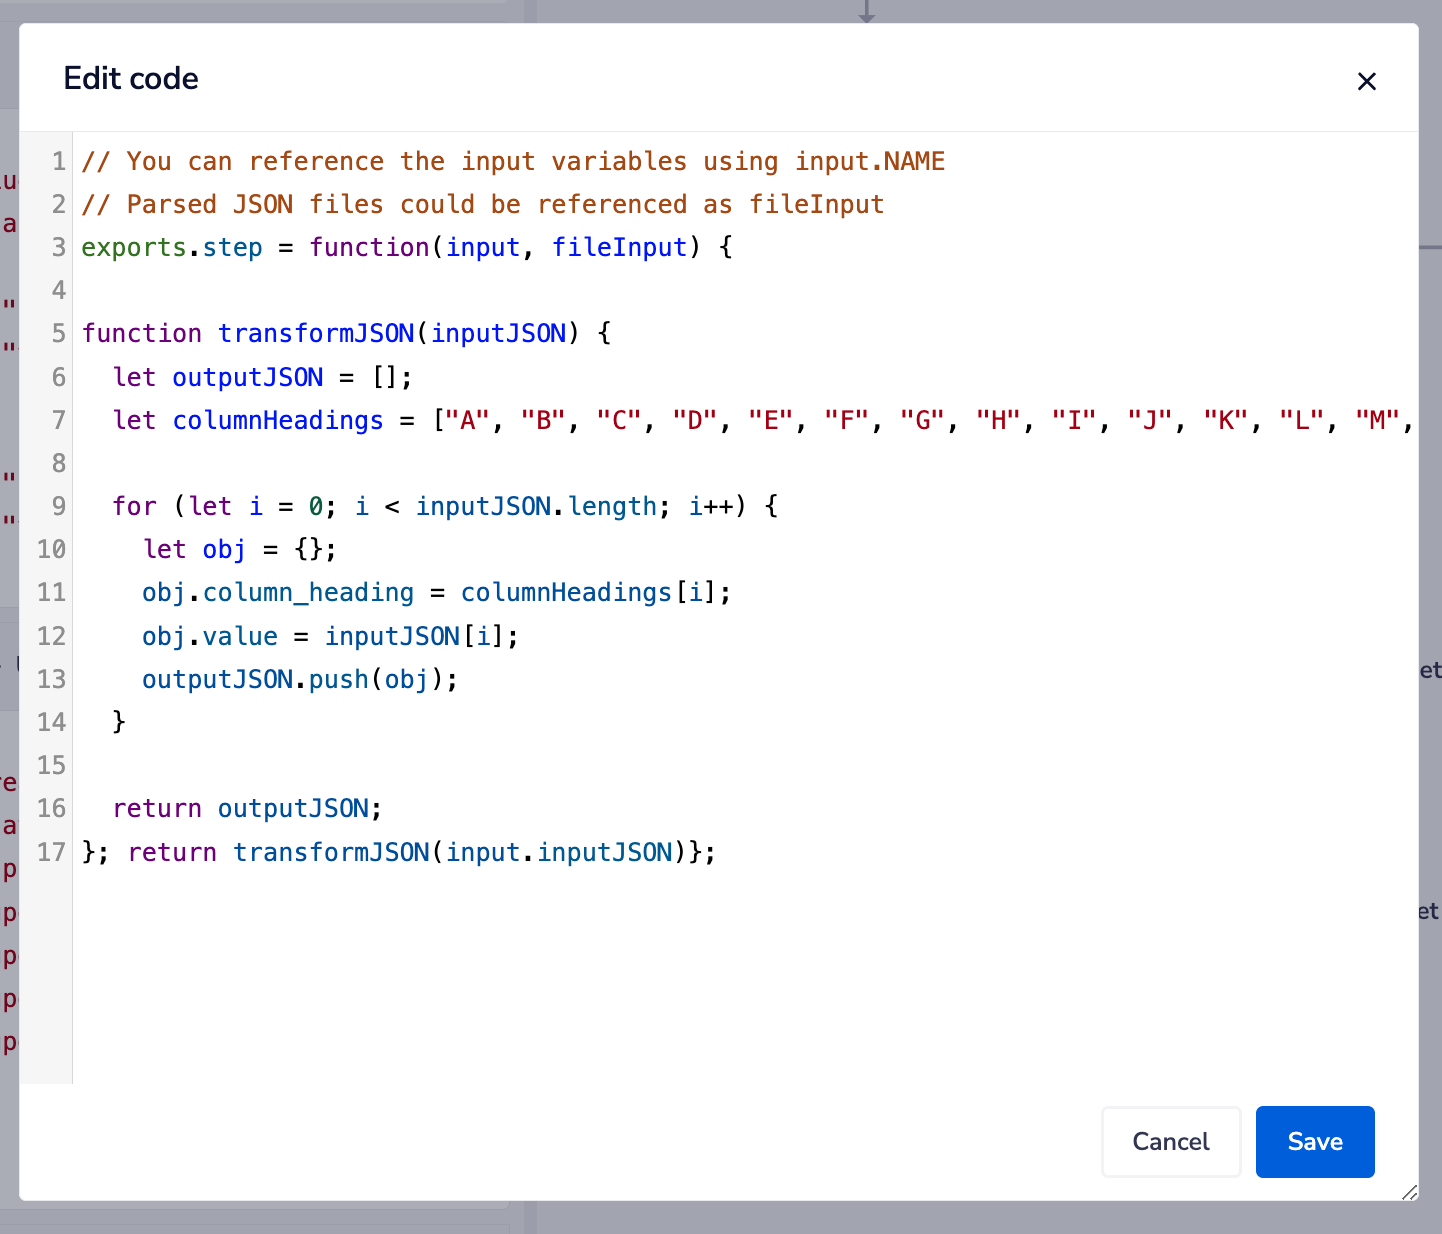 Edit code
1 // You can reference the input variables using input.NAME
2 // Parsed JSON files could be referenced as fileInput
3 exports.step = function(input, fileInput) {
4
5 function transformJSON(inputJSON) {
6   let outputJSON = [];
7   let columnHeadings = ["A", "B", "C", "D", "E", "F", "G", "H", "I", "J", "K", "L", "M",
8
9   for (let i = 0; i < inputJSON.length; i++) {
10     let obj = {};
11     obj.column_heading = columnHeadings[i];
12     obj.value = inputJSON[i];
13     outputJSON.push(obj);
14   }
15
16   return outputJSON;
17 }; return transformJSON(input.inputJSON)};
Cancel
Save